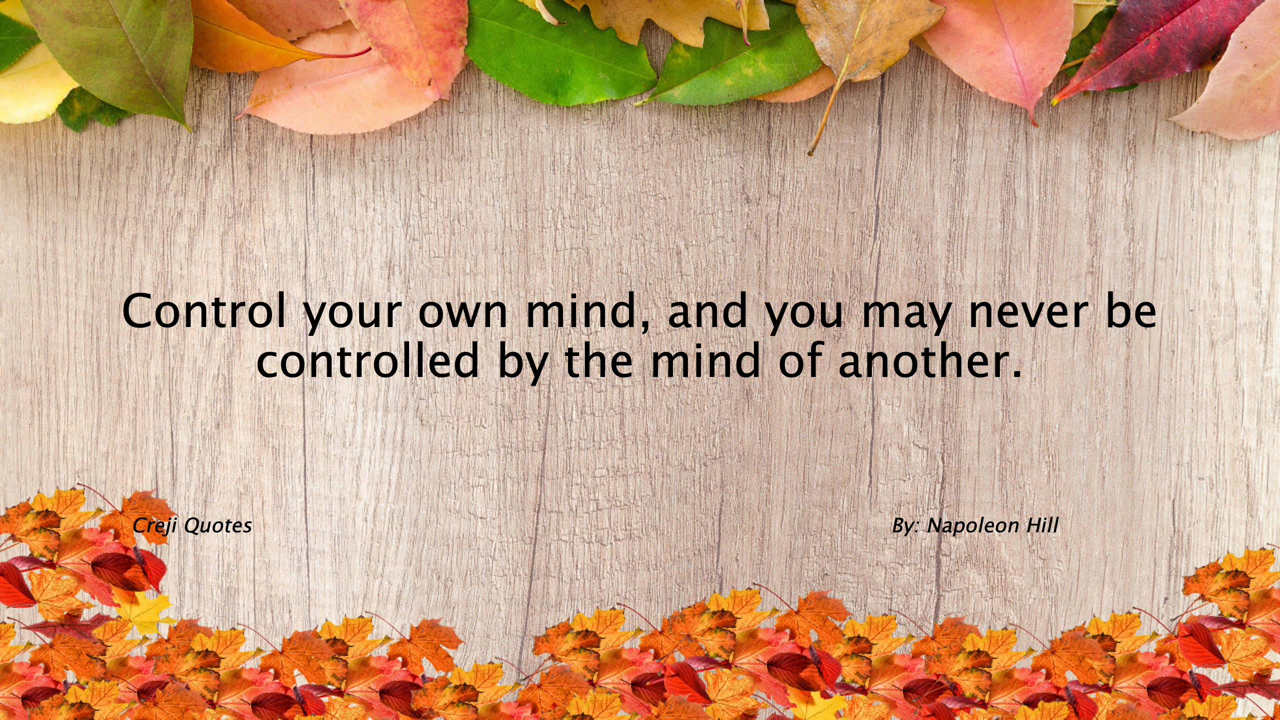 Control your own mind, and you may never be
controlled by the mind of another.
Creji Quotes
By: Napoleon Hill